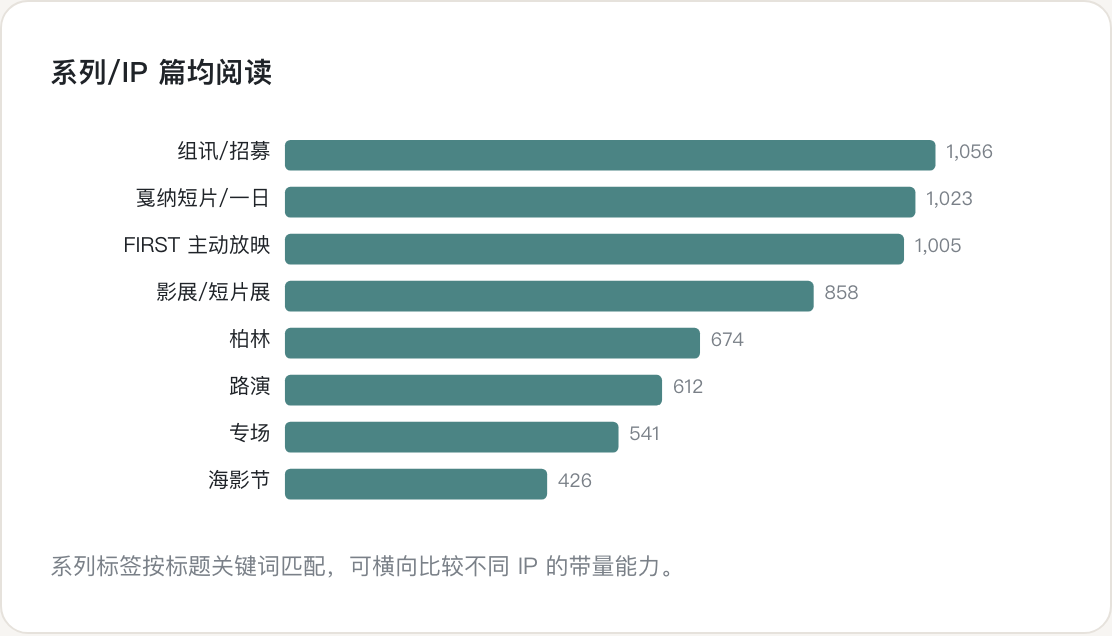 系列/IP 篇均阅读
组讯/招募 1,056
戛纳短片/一日 1,023
FIRST 主动放映 1,005
影展/短片展 858
柏林 674
路演 612
专场 541
海影节 426
系列标签按标题关键词匹配，可横向比较不同 IP 的带量能力。